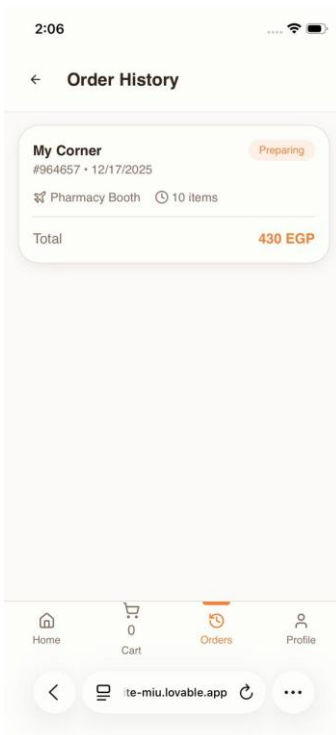 2:06
Order History
My Corner
Preparing
#964657 • 12/17/2025
Pharmacy Booth 10 items
Total 430 EGP
0
Home Cart Orders Profile
te-miu.lovable.app